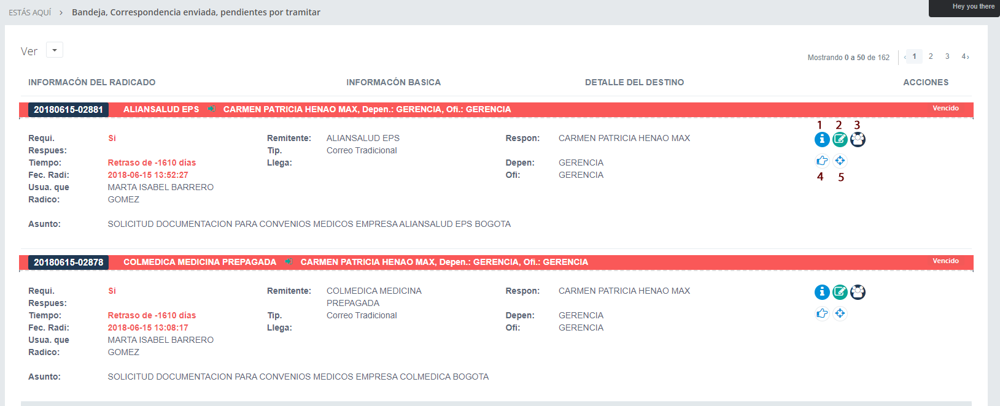 Hey you there
ESTÁS AQUÍ > Bandeja, Correspondencia enviada, pendientes por tramitar
Ver
Mostrando 0 a 50 de 162 ‹ 1 2 3 4 ›
INFORMACÓN DEL RADICADO INFORMACÓN BASICA DETALLE DEL DESTINO ACCIONES
20180615-02881 ALIANSALUD EPS CARMEN PATRICIA HENAO MAX, Depen.: GERENCIA, Ofi.: GERENCIA Vencido
1 2 3
Requi. Si Remitente: ALIANSALUD EPS Respon: CARMEN PATRICIA HENAO MAX
Respues: Tip. Correo Tradicional
Tiempo: Retraso de -1610 días Llega: Depen: GERENCIA
Fec. Radi: 2018-06-15 13:52:27 Ofi: GERENCIA
4 5
Usua. que MARTA ISABEL BARRERO
Radico: GOMEZ
Asunto: SOLICITUD DOCUMENTACION PARA CONVENIOS MEDICOS EMPRESA ALIANSALUD EPS BOGOTA
20180615-02878 COLMEDICA MEDICINA PREPAGADA CARMEN PATRICIA HENAO MAX, Depen.: GERENCIA, Ofi.: GERENCIA Vencido
Requi. Si Remitente: COLMEDICA MEDICINA Respon: CARMEN PATRICIA HENAO MAX
Respues: PREPAGADA
Tiempo: Retraso de -1610 días Tip. Correo Tradicional Depen: GERENCIA
Fec. Radi: 2018-06-15 13:08:17 Llega: Ofi: GERENCIA
Usua. que MARTA ISABEL BARRERO
Radico: GOMEZ
Asunto: SOLICITUD DOCUMENTACION PARA CONVENIOS MEDICOS EMPRESA COLMEDICA BOGOTA